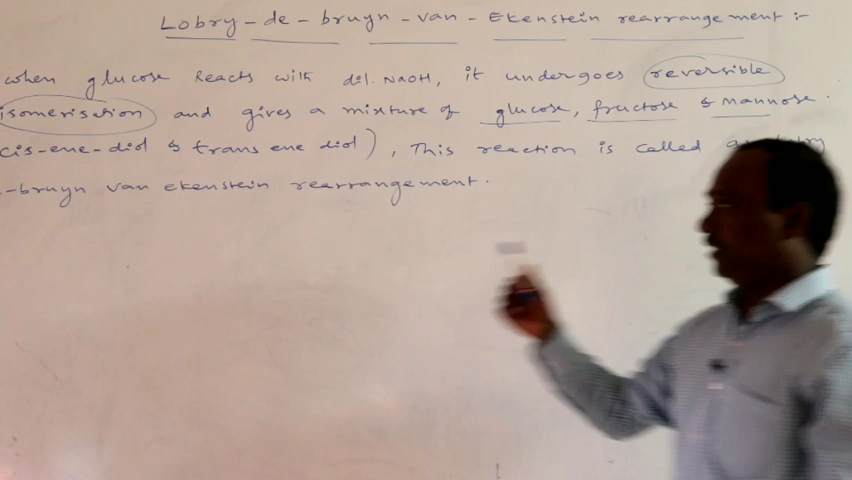 Lobry-de-bruyn-van-Ekenstein rearrangement:-
when glucose reacts with dil. NaOH, it undergoes reversible
isomerisation and gives a mixture of glucose, fructose & mannose.
cis-ene-diol & trans ene diol), This reaction is called
-bruyn van ekenstein rearrangement.